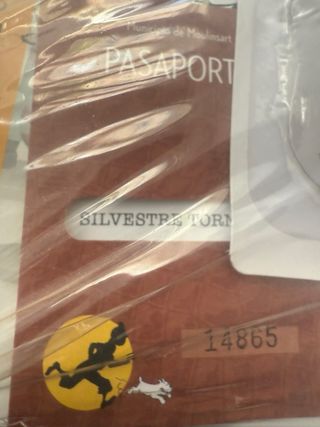 Municipio de Moulinsart
PASAPORT
SILVESTRE TORN
14865